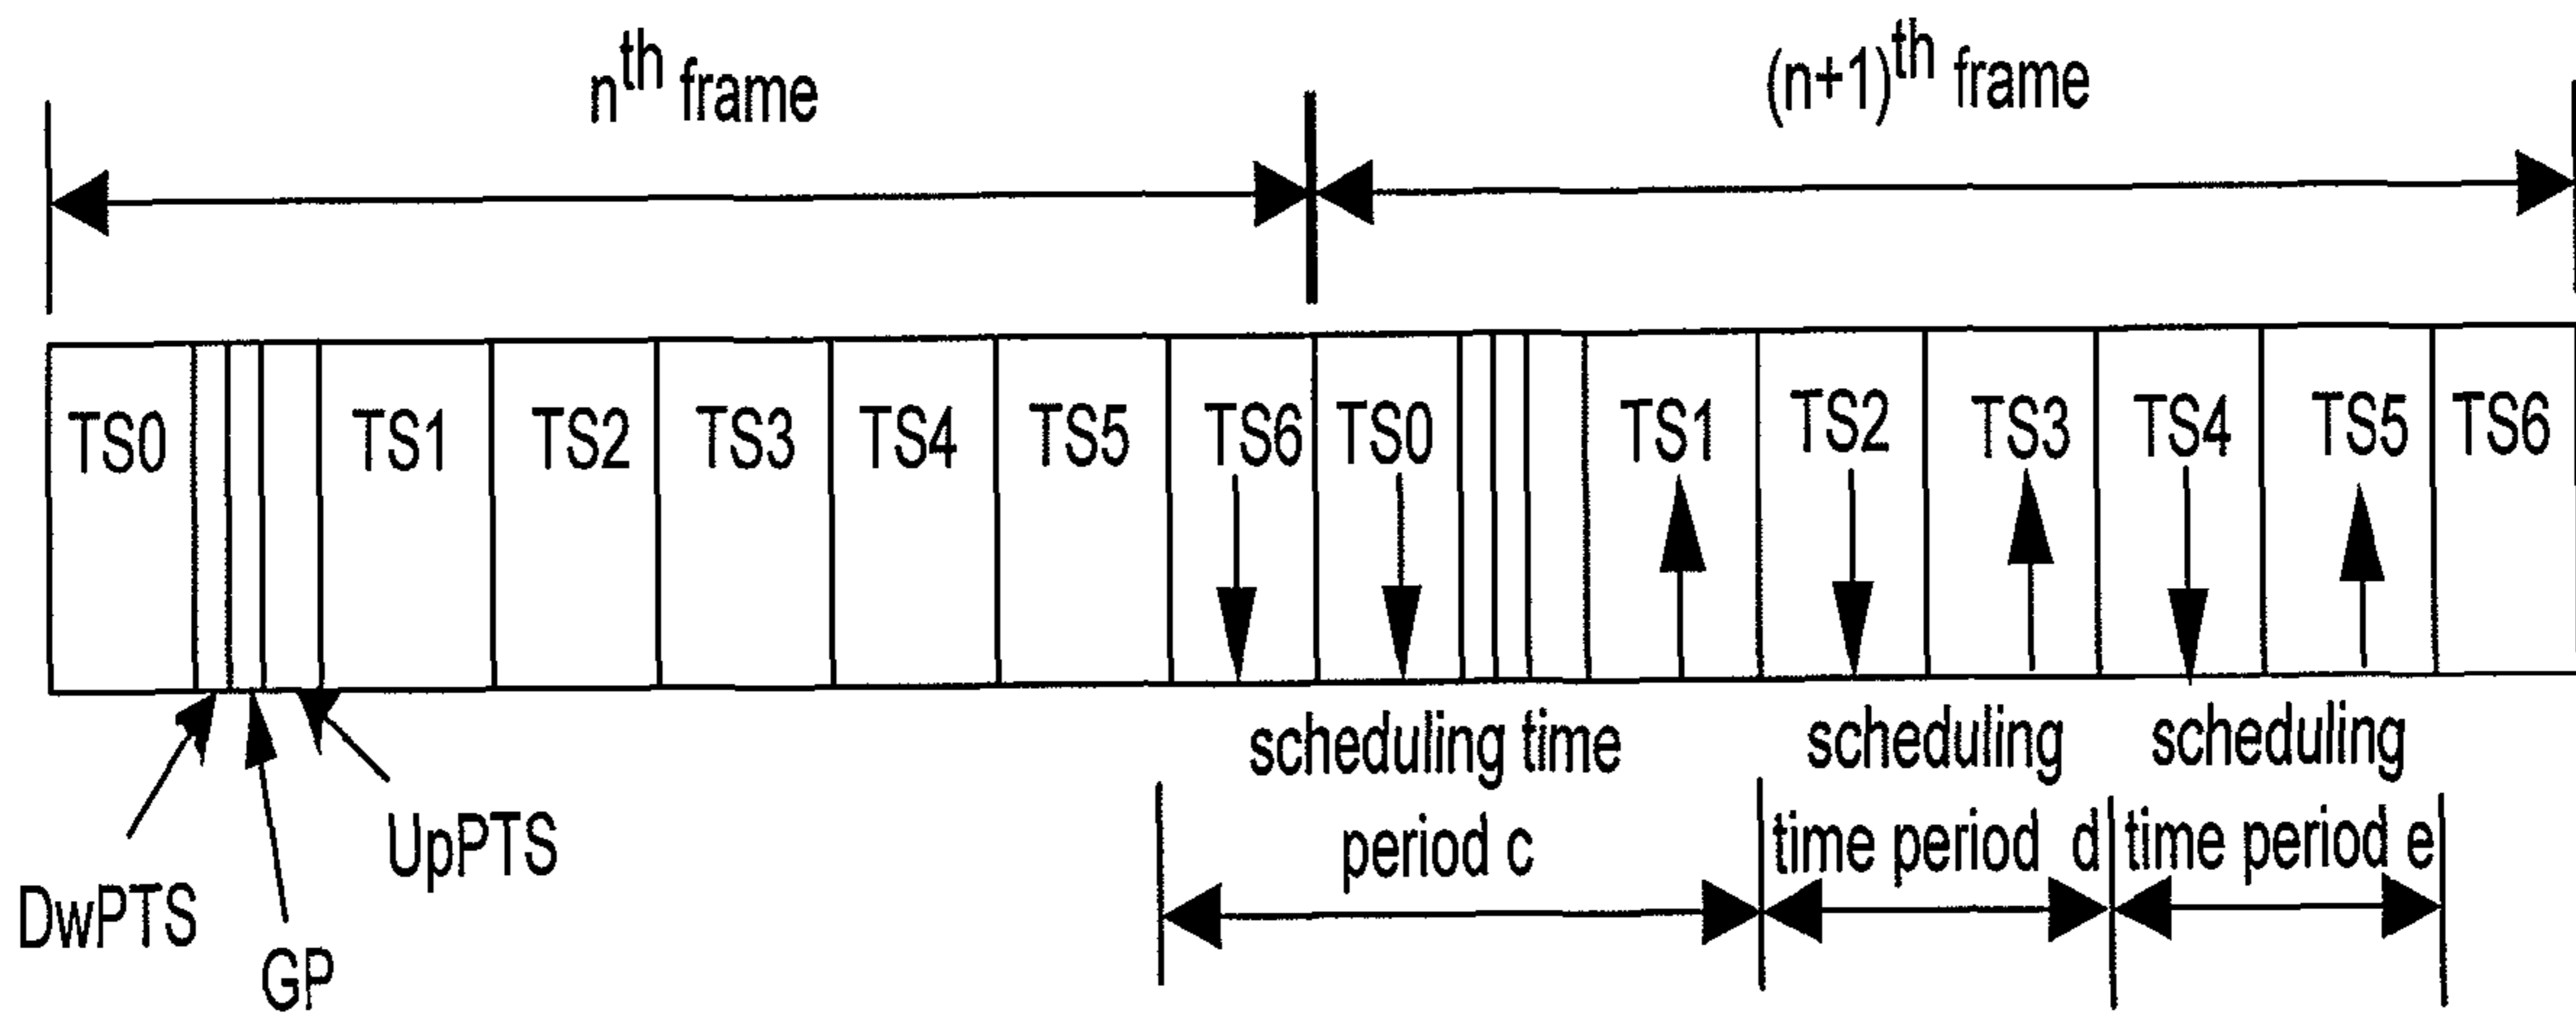 nth frame
(n+1)th frame
TS0 TS1 TS2 TS3 TS4 TS5 TS6 TS0 TS1 TS2 TS3 TS4 TS5 TS6
DwPTS
GP
UpPTS
scheduling time
period c
scheduling
time period d
scheduling
time period e